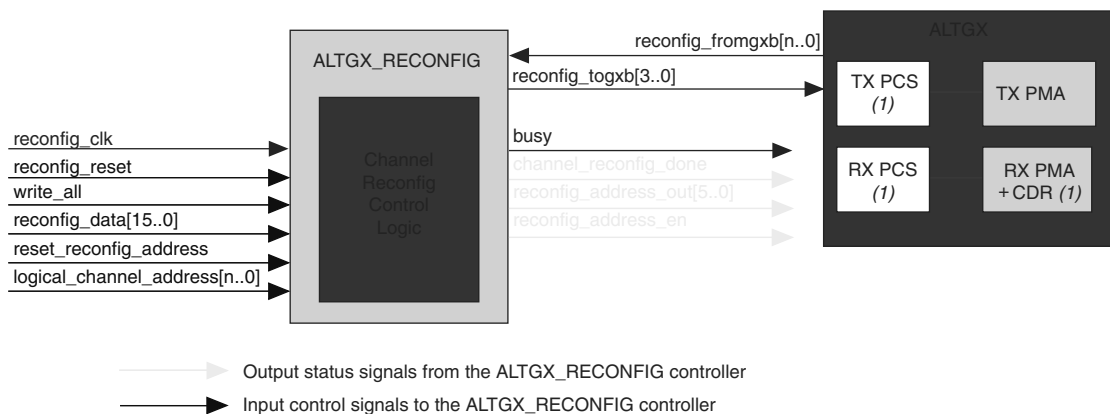 ALTGX_RECONFIG
Channel
Reconfig
Control
Logic
reconfig_clk
reconfig_reset
write_all
reconfig_data[15..0]
reset_reconfig_address
logical_channel_address[n..0]
reconfig_fromgxb[n..0]
reconfig_togxb[3..0]
busy
channel_reconfig_done
reconfig_address_out[5..0]
reconfig_address_en
ALTGX
TX PCS
(1)
TX PMA
RX PCS
(1)
RX PMA
+ CDR (1)
Output status signals from the ALTGX_RECONFIG controller
Input control signals to the ALTGX_RECONFIG controller